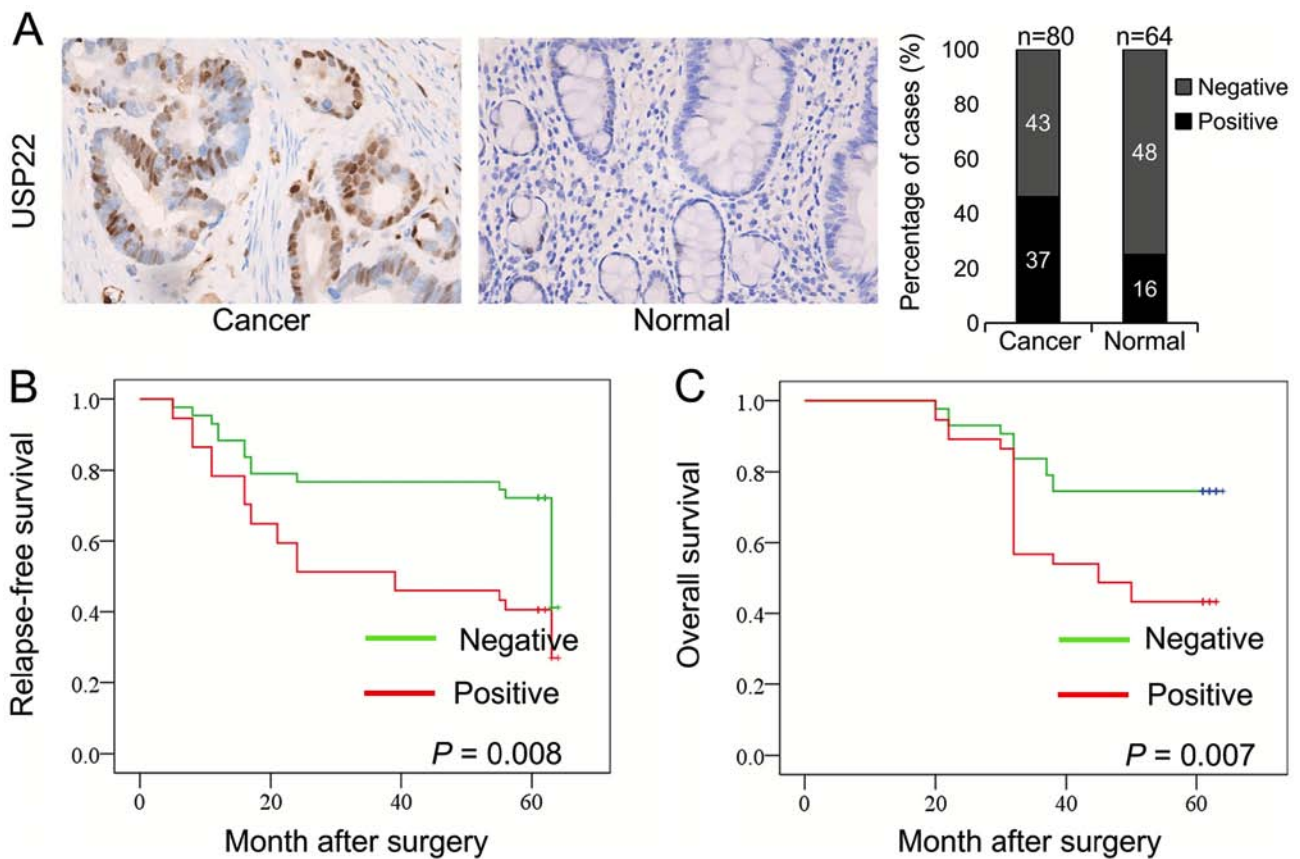 A
USP22
Cancer
Normal
Percentage of cases (%)
100
80
60
40
20
0
n=80
n=64
43
37
48
16
Cancer
Normal
Negative
Positive
B
Relapse-free survival
1.0
0.8
0.6
0.4
0.2
0.0
0
20
40
60
Month after surgery
Negative
Positive
P = 0.008
C
Overall survival
1.0
0.8
0.6
0.4
0.2
0.0
0
20
40
60
Month after surgery
Negative
Positive
P = 0.007